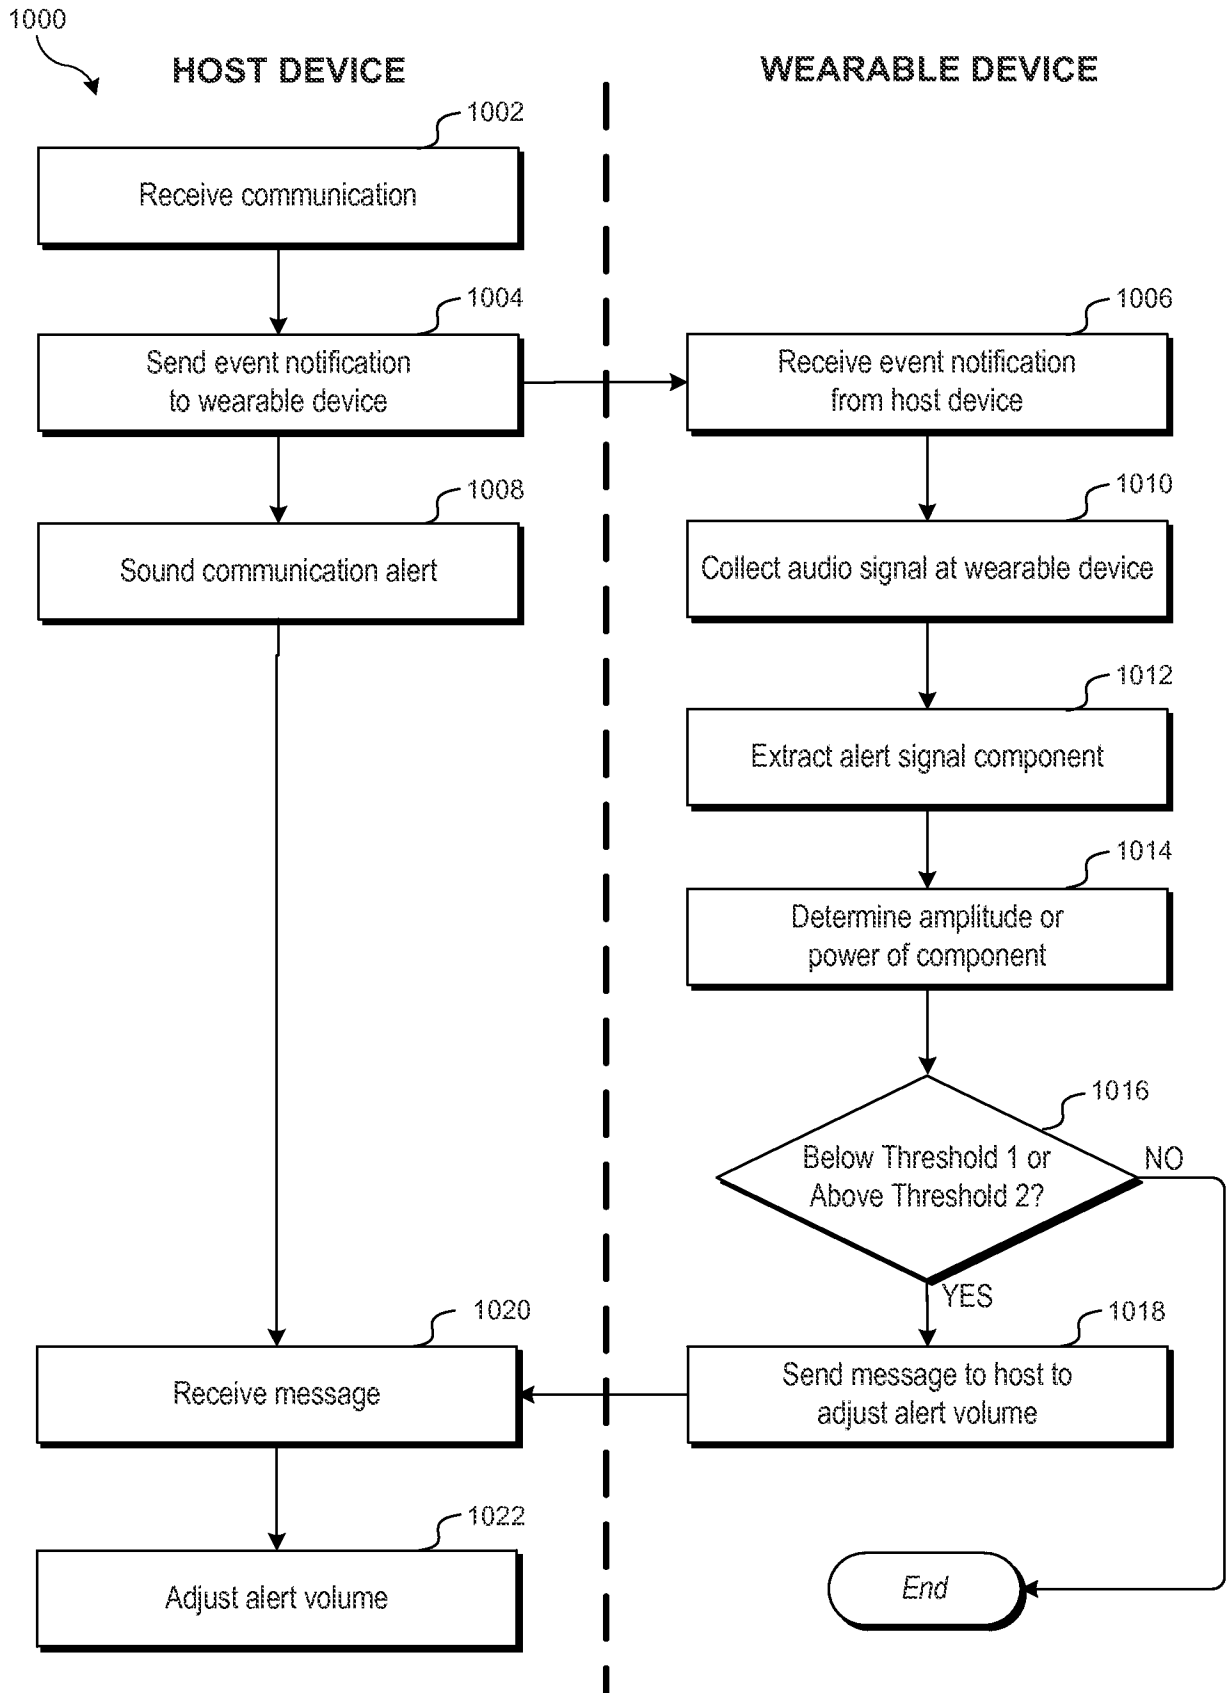 1000
HOST DEVICE
WEARABLE DEVICE
1002
Receive communication
1004
Send event notification
to wearable device
1006
Receive event notification
from host device
1008
Sound communication alert
1010
Collect audio signal at wearable device
1012
Extract alert signal component
1014
Determine amplitude or
power of component
1016
Below Threshold 1 or
Above Threshold 2?
NO
YES
1018
Send message to host to
adjust alert volume
1020
Receive message
1022
Adjust alert volume
End